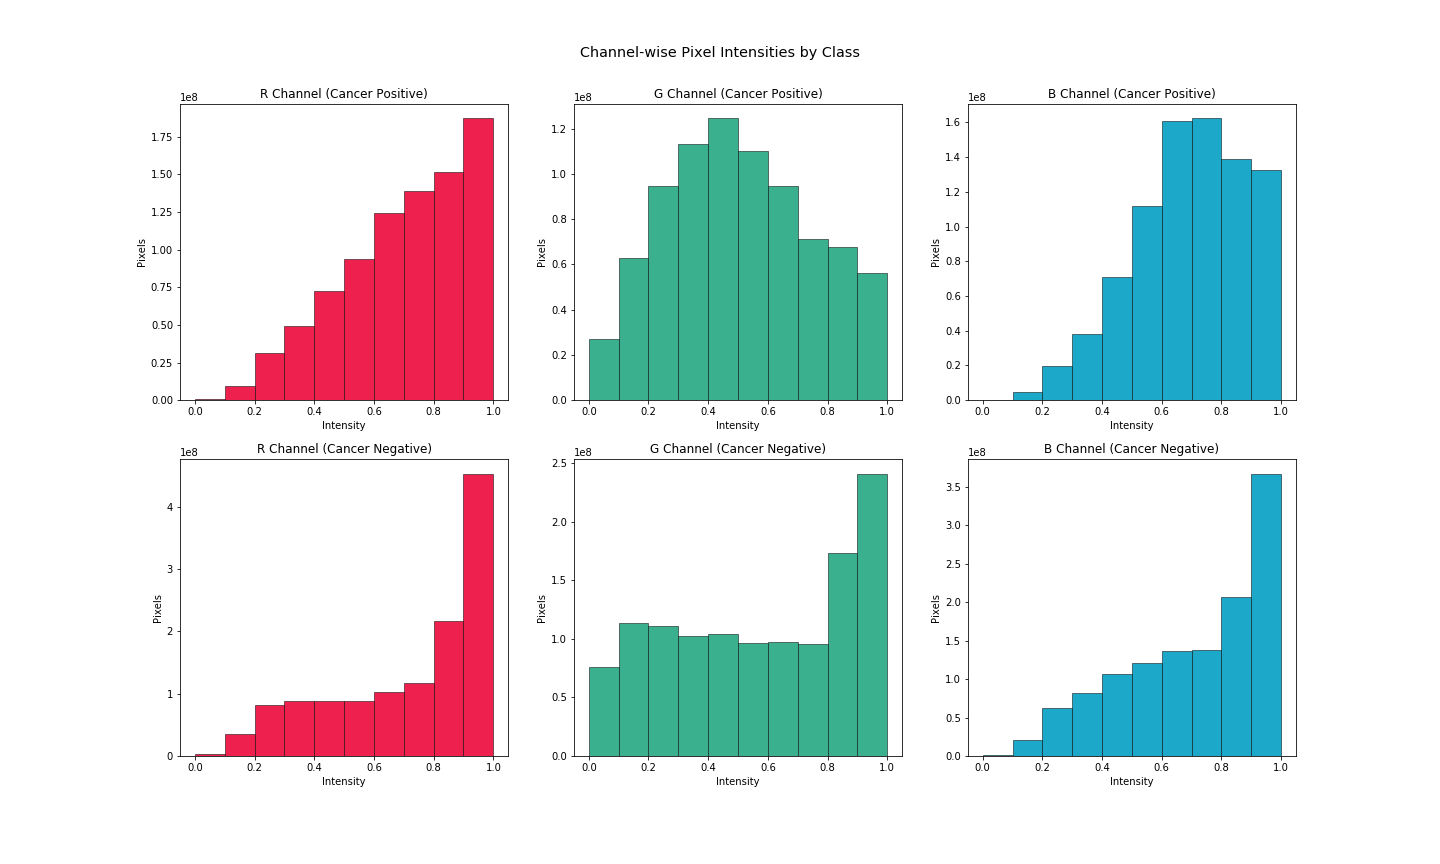 Channel-wise Pixel Intensities by Class
R Channel (Cancer Positive)
1e8
Pixels
1.75
1.50
1.25
1.00
0.75
0.50
0.25
0.00
0.0 0.2 0.4 0.6 0.8 1.0
Intensity
G Channel (Cancer Positive)
1e8
Pixels
1.2
1.0
0.8
0.6
0.4
0.2
0.0
0.0 0.2 0.4 0.6 0.8 1.0
Intensity
B Channel (Cancer Positive)
1e8
Pixels
1.6
1.4
1.2
1.0
0.8
0.6
0.4
0.2
0.0
0.0 0.2 0.4 0.6 0.8 1.0
Intensity
R Channel (Cancer Negative)
1e8
Pixels
4
3
2
1
0
0.0 0.2 0.4 0.6 0.8 1.0
Intensity
G Channel (Cancer Negative)
1e8
Pixels
2.5
2.0
1.5
1.0
0.5
0.0
0.0 0.2 0.4 0.6 0.8 1.0
Intensity
B Channel (Cancer Negative)
1e8
Pixels
3.5
3.0
2.5
2.0
1.5
1.0
0.5
0.0
0.0 0.2 0.4 0.6 0.8 1.0
Intensity